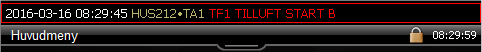 2016-03-16 08:29:45 HUS212•TA1 TF1 TILLUFT START B
Huvudmeny 08:29:59